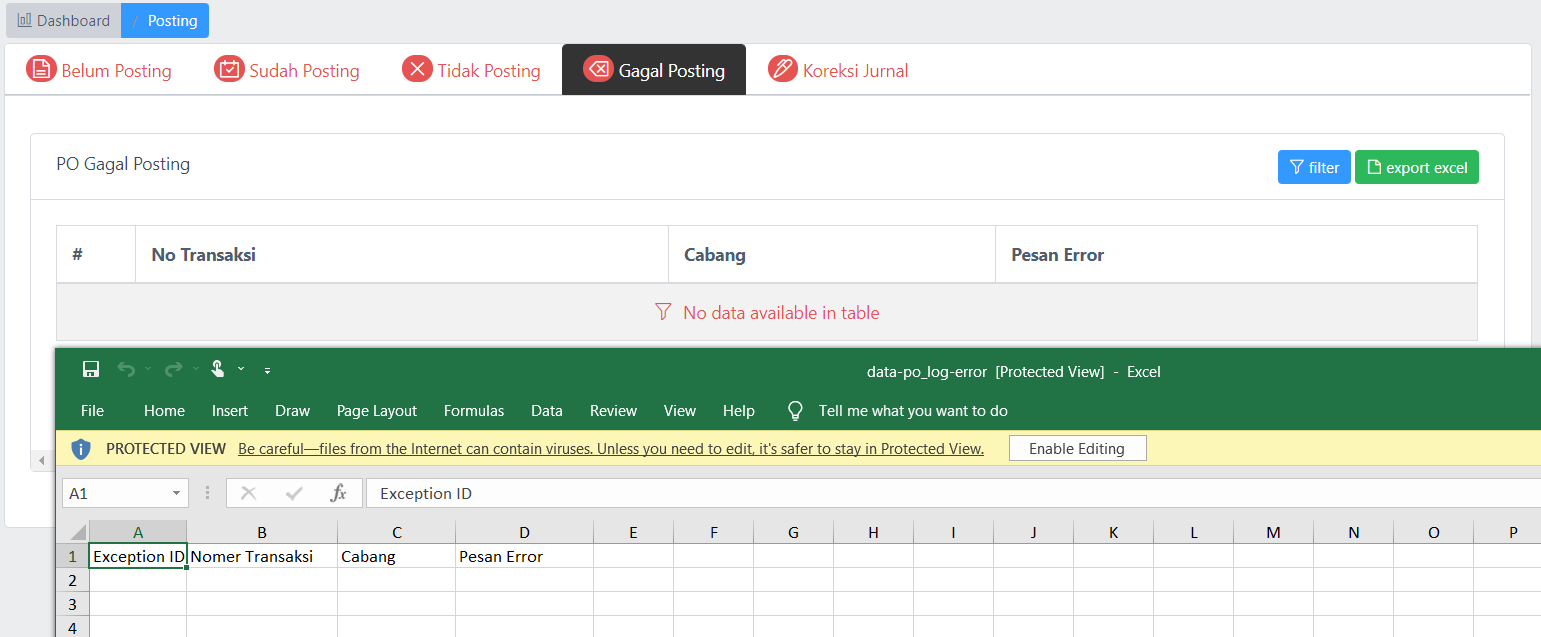 Dashboard / Posting
Belum Posting Sudah Posting Tidak Posting Gagal Posting Koreksi Jurnal
PO Gagal Posting filter export excel
# No Transaksi Cabang Pesan Error
No data available in table
data-po_log-error [Protected View] - Excel
File Home Insert Draw Page Layout Formulas Data Review View Help Tell me what you want to do
PROTECTED VIEW Be careful—files from the Internet can contain viruses. Unless you need to edit, it's safer to stay in Protected View. Enable Editing
A1 fx Exception ID
A B C D E F G H I J K L M N O P
1 Exception ID Nomer Transaksi Cabang Pesan Error
2
3
4